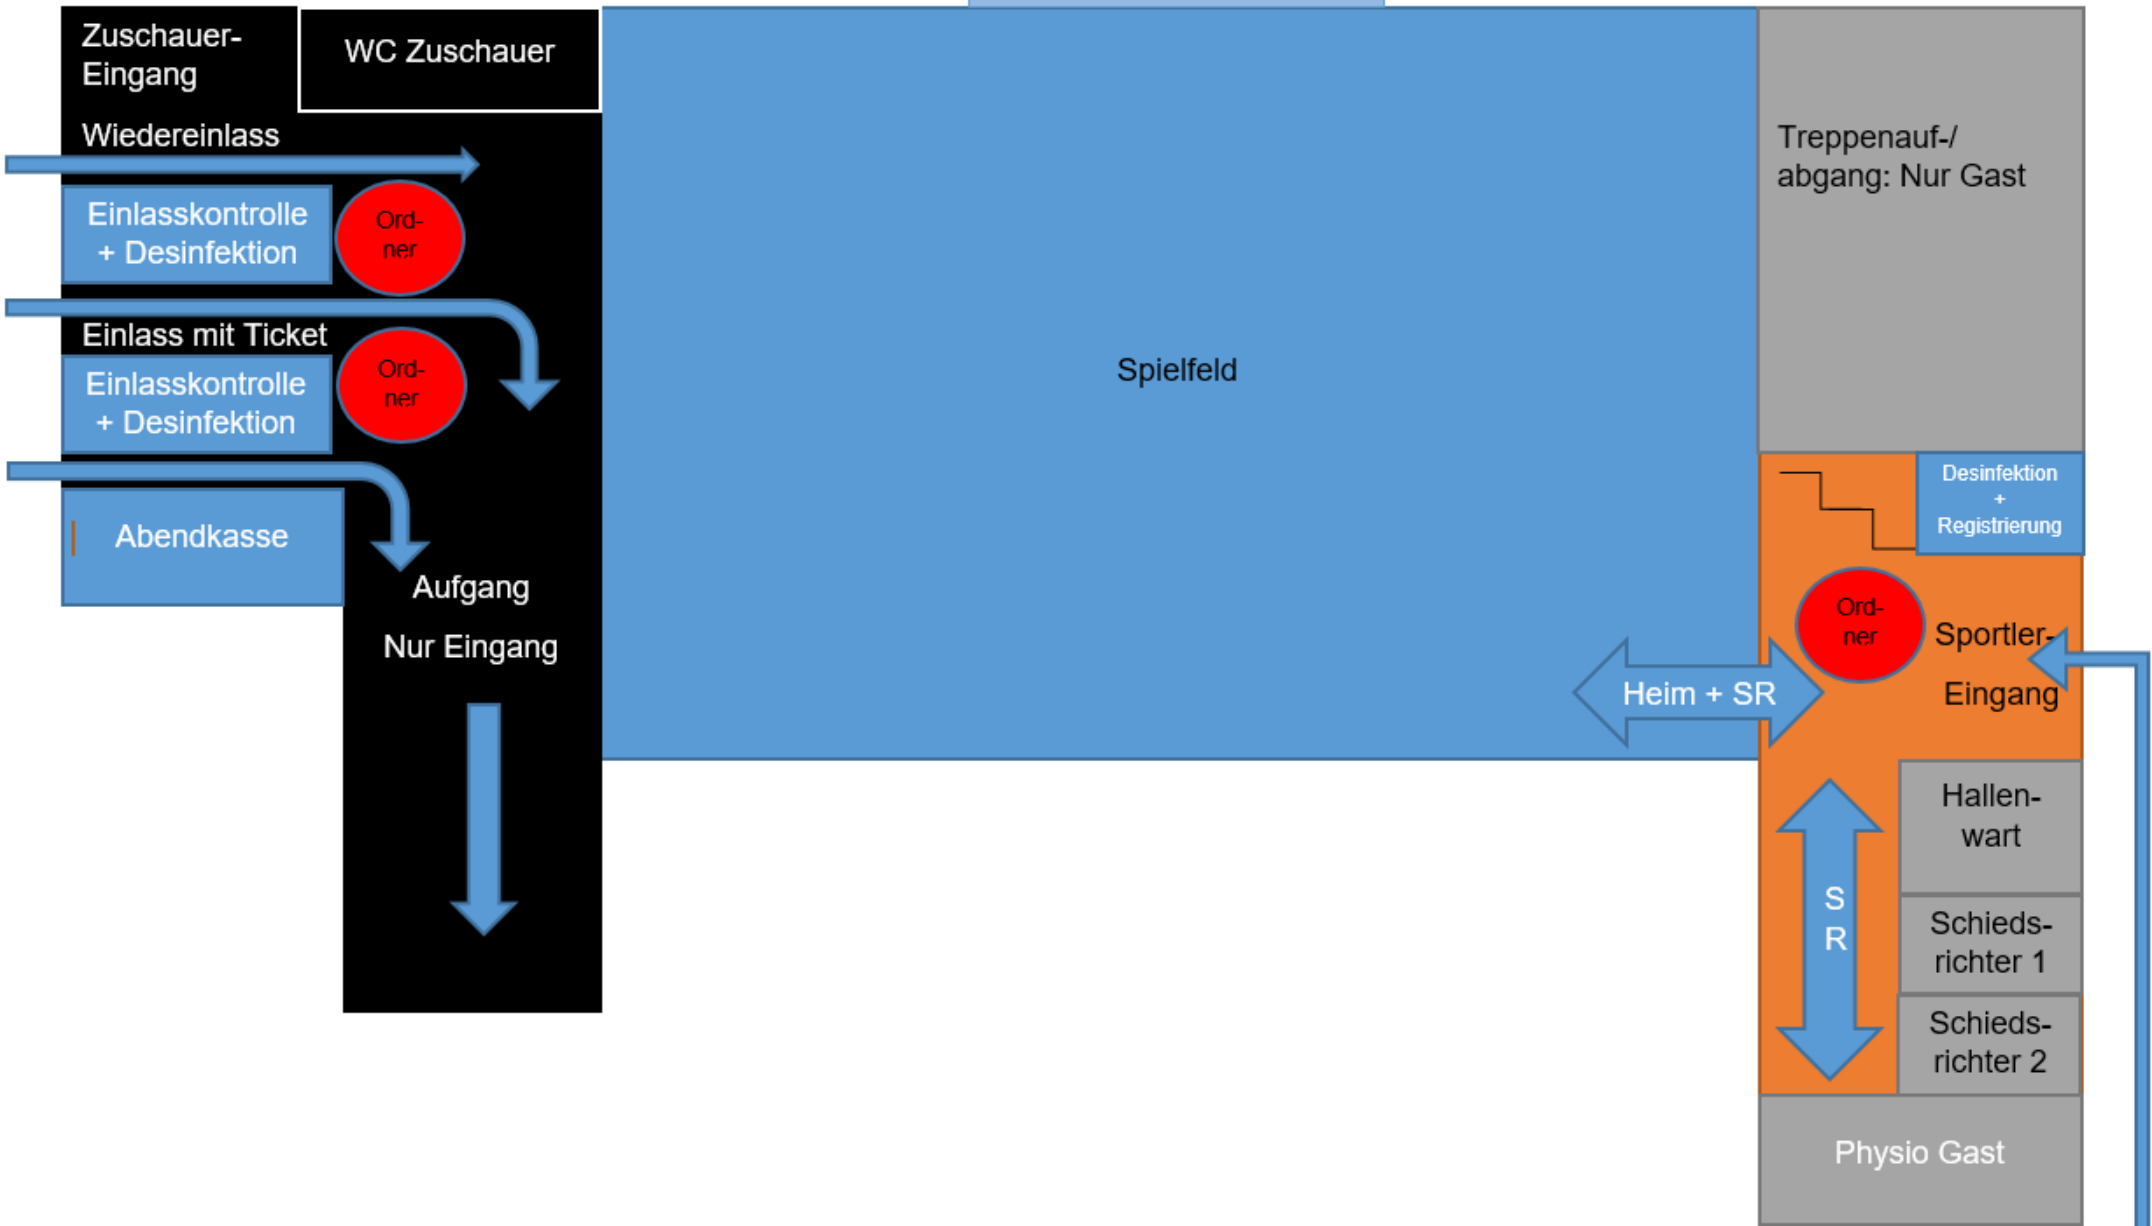 Zuschauer-
Eingang
WC Zuschauer
Wiedereinlass
Einlasskontrolle
+ Desinfektion
Ord-
ner
Einlass mit Ticket
Einlasskontrolle
+ Desinfektion
Ord-
ner
Abendkasse
Aufgang
Nur Eingang
Spielfeld
Treppenauf-/
abgang: Nur Gast
Desinfektion
+
Registrierung
Ord-
ner
Sportler-
Eingang
Heim + SR
Hallen-
wart
S
R
Schieds-
richter 1
Schieds-
richter 2
Physio Gast